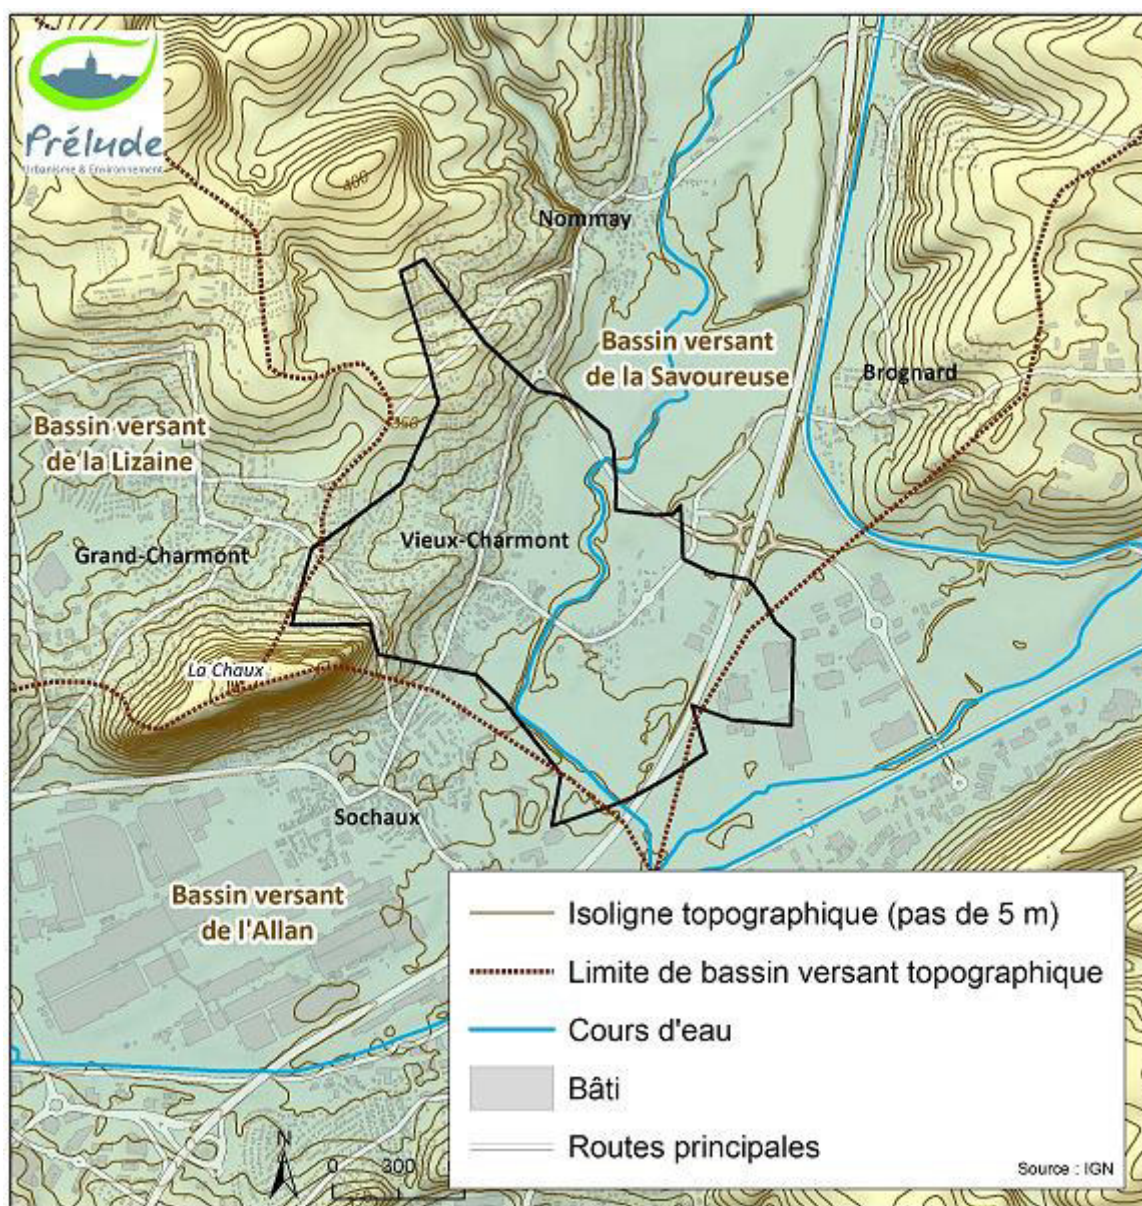 Prélude
Urbanisme & Environnement
400
Nommay
Bassin versant
de la Savoureuse
Brognard
Bassin versant
de la Lizaine
350
Grand-Charmont
Vieux-Charmont
La Chaux
Sochaux
Bassin versant
de l'Allan
Isoligne topographique (pas de 5 m)
Limite de bassin versant topographique
Cours d'eau
Bâti
Routes principales
Source : IGN
N
0 300